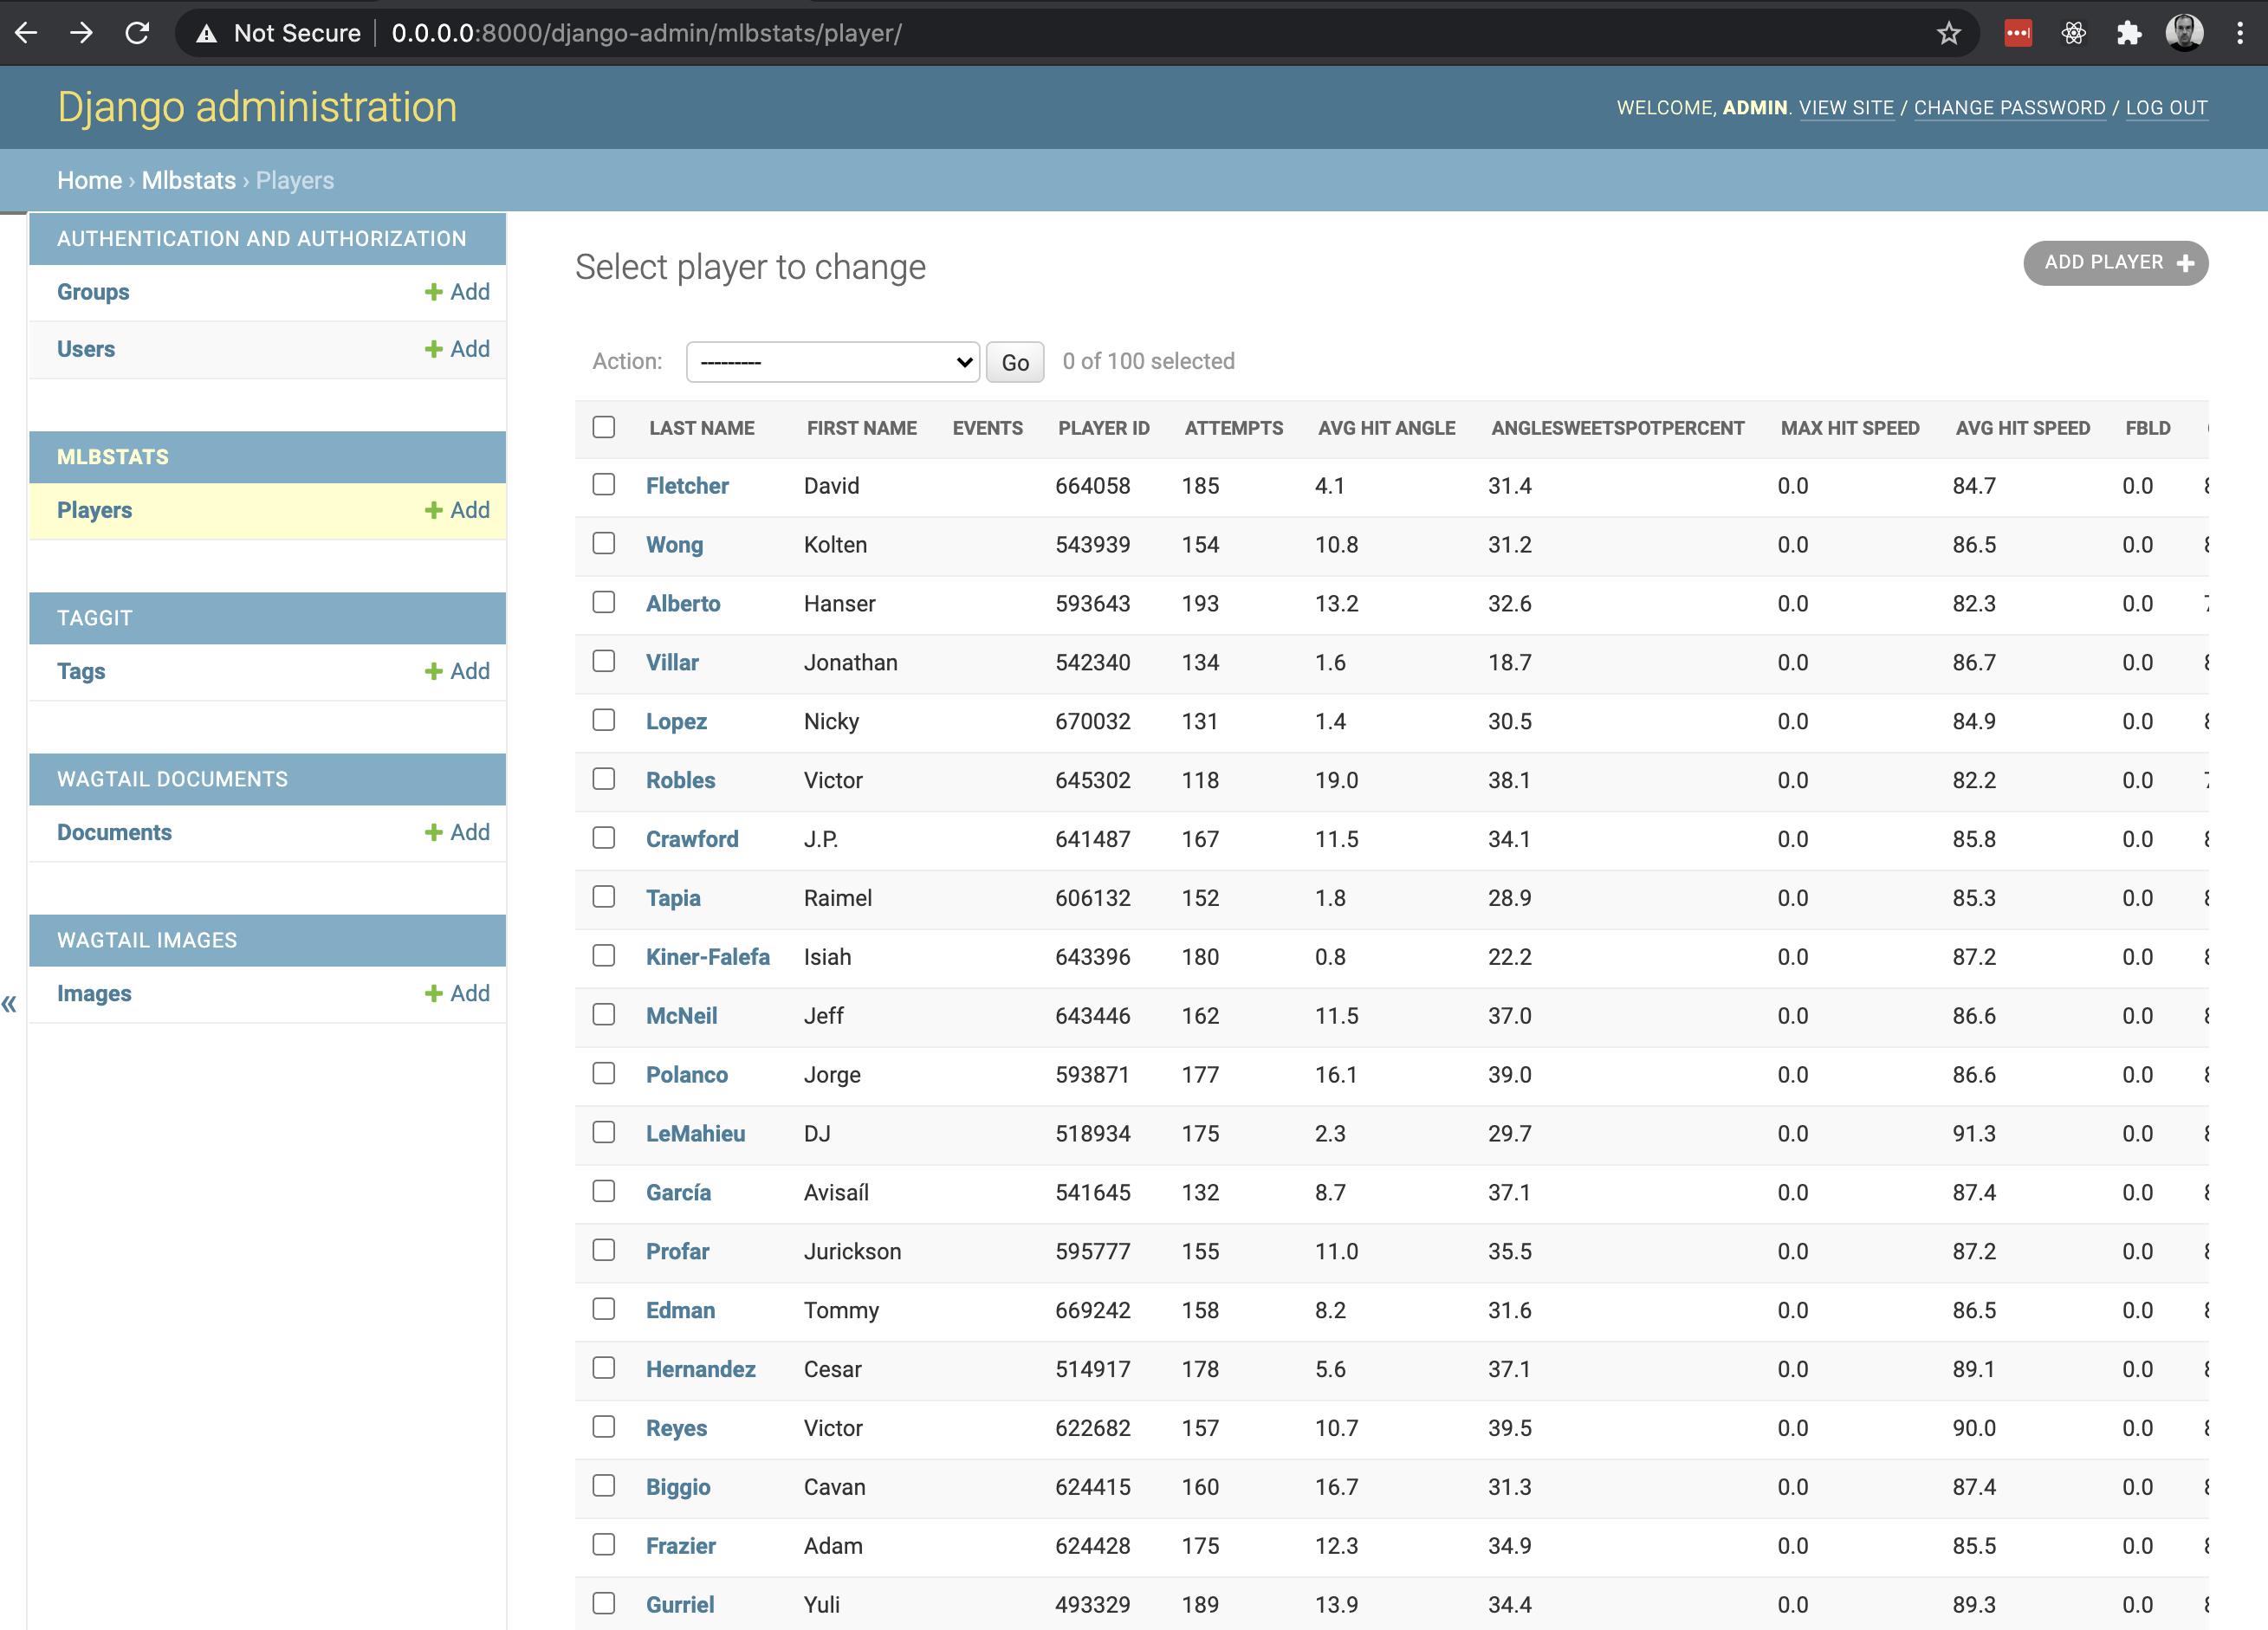 Not Secure | 0.0.0.0:8000/django-admin/mlbstats/player/
Django administration
WELCOME, ADMIN. VIEW SITE / CHANGE PASSWORD / LOG OUT
Home › Mlbstats › Players
AUTHENTICATION AND AUTHORIZATION
Groups + Add
Users + Add
MLBSTATS
Players + Add
TAGGIT
Tags + Add
WAGTAIL DOCUMENTS
Documents + Add
WAGTAIL IMAGES
Images + Add
«
Select player to change
ADD PLAYER +
Action: --------- Go 0 of 100 selected
LAST NAME FIRST NAME EVENTS PLAYER ID ATTEMPTS AVG HIT ANGLE ANGLESWEETSPOTPERCENT MAX HIT SPEED AVG HIT SPEED FBLD
Fletcher David 664058 185 4.1 31.4 0.0 84.7 0.0
Wong Kolten 543939 154 10.8 31.2 0.0 86.5 0.0
Alberto Hanser 593643 193 13.2 32.6 0.0 82.3 0.0
Villar Jonathan 542340 134 1.6 18.7 0.0 86.7 0.0
Lopez Nicky 670032 131 1.4 30.5 0.0 84.9 0.0
Robles Victor 645302 118 19.0 38.1 0.0 82.2 0.0
Crawford J.P. 641487 167 11.5 34.1 0.0 85.8 0.0
Tapia Raimel 606132 152 1.8 28.9 0.0 85.3 0.0
Kiner-Falefa Isiah 643396 180 0.8 22.2 0.0 87.2 0.0
McNeil Jeff 643446 162 11.5 37.0 0.0 86.6 0.0
Polanco Jorge 593871 177 16.1 39.0 0.0 86.6 0.0
LeMahieu DJ 518934 175 2.3 29.7 0.0 91.3 0.0
García Avisaíl 541645 132 8.7 37.1 0.0 87.4 0.0
Profar Jurickson 595777 155 11.0 35.5 0.0 87.2 0.0
Edman Tommy 669242 158 8.2 31.6 0.0 86.5 0.0
Hernandez Cesar 514917 178 5.6 37.1 0.0 89.1 0.0
Reyes Victor 622682 157 10.7 39.5 0.0 90.0 0.0
Biggio Cavan 624415 160 16.7 31.3 0.0 87.4 0.0
Frazier Adam 624428 175 12.3 34.9 0.0 85.5 0.0
Gurriel Yuli 493329 189 13.9 34.4 0.0 89.3 0.0